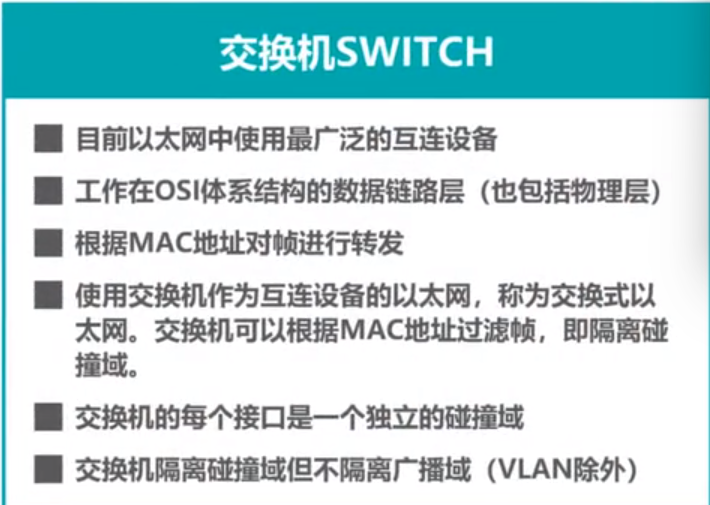 交换机SWITCH
目前以太网中使用最广泛的互连设备
工作在OSI体系结构的数据链路层（也包括物理层）
根据MAC地址对帧进行转发
使用交换机作为互连设备的以太网，称为交换式以
太网。交换机可以根据MAC地址过滤帧，即隔离碰
撞域。
交换机的每个接口是一个独立的碰撞域
交换机隔离碰撞域但不隔离广播域（VLAN除外）